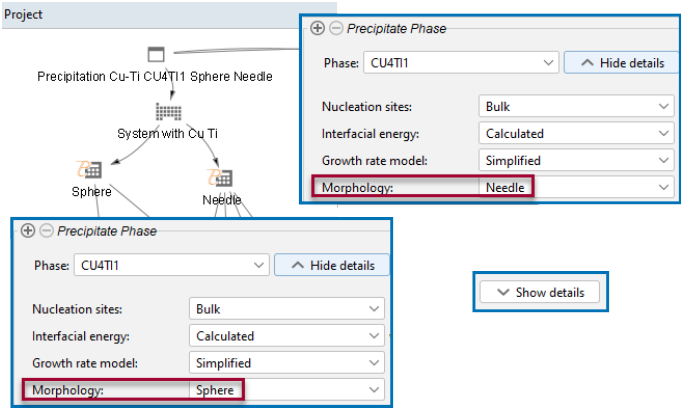 Project
Precipitation Cu-Ti CU4TI1 Sphere Needle
System with Cu Ti
Sphere
Needle
Precipitate Phase
Phase: CU4TI1 Hide details
Nucleation sites: Bulk
Interfacial energy: Calculated
Growth rate model: Simplified
Morphology: Needle
Precipitate Phase
Phase: CU4TI1 Hide details
Nucleation sites: Bulk
Interfacial energy: Calculated
Growth rate model: Simplified
Morphology: Sphere
Show details